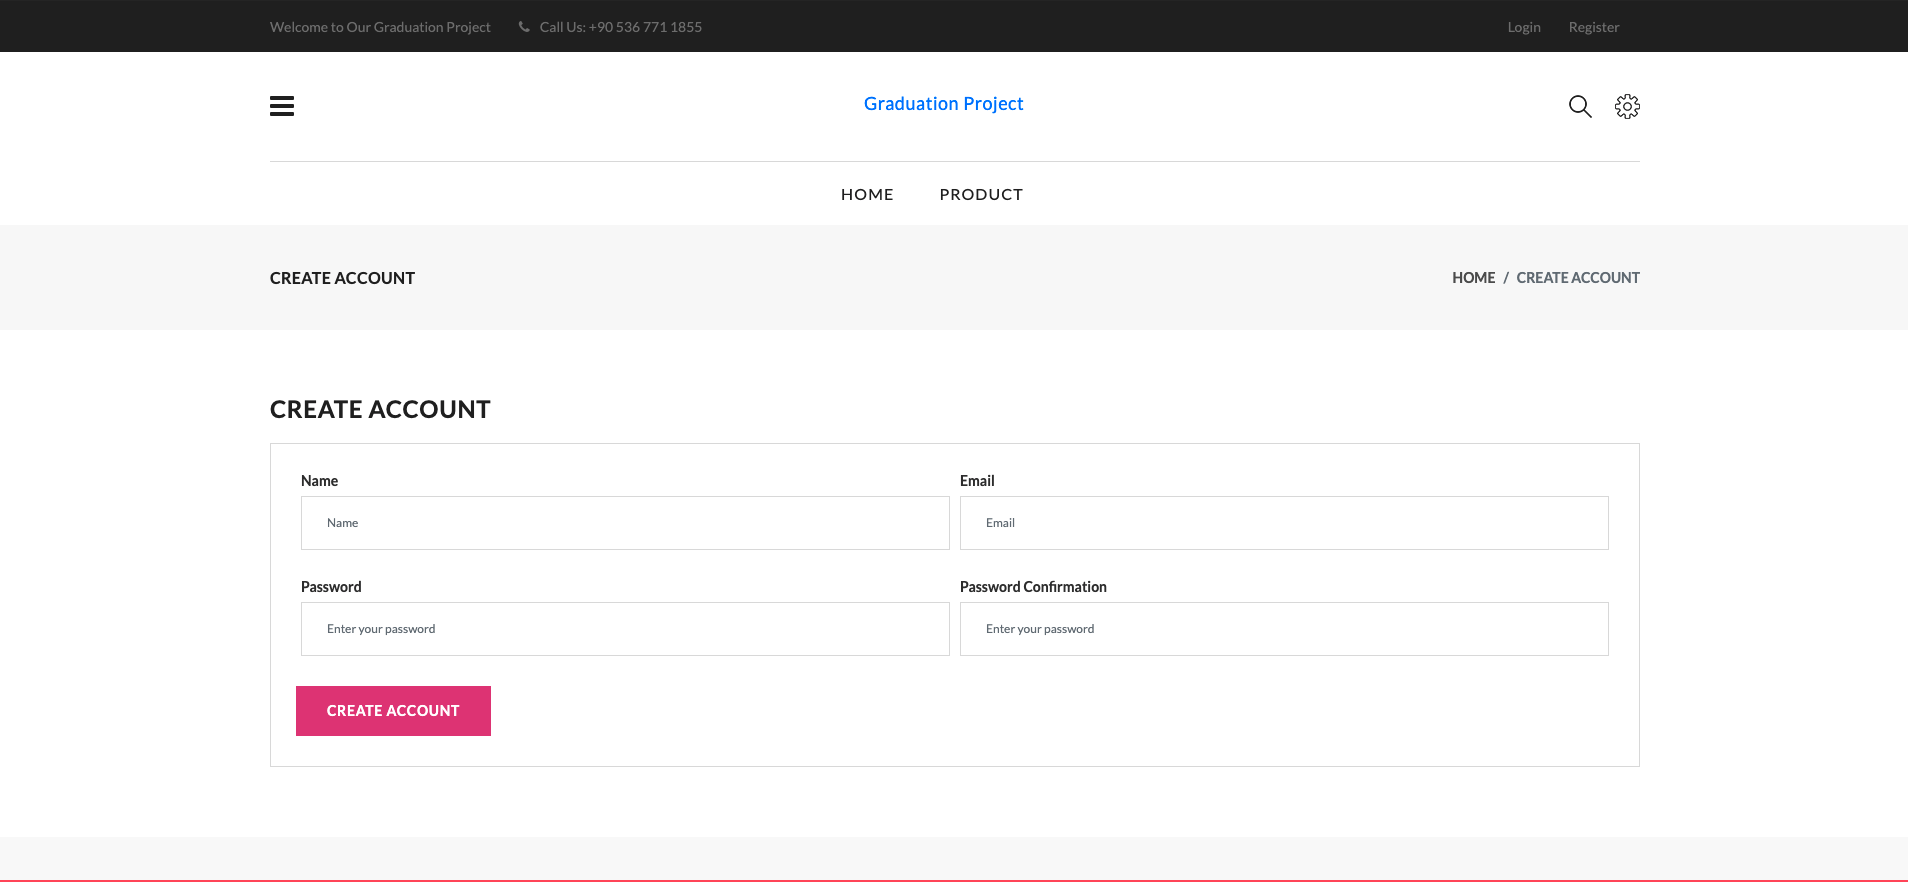 Welcome to Our Graduation Project Call Us: +90 536 771 1855 Login Register
Graduation Project
HOME PRODUCT
CREATE ACCOUNT HOME / CREATE ACCOUNT
CREATE ACCOUNT
Name Email
Name Email
Password Password Confirmation
Enter your password Enter your password
CREATE ACCOUNT